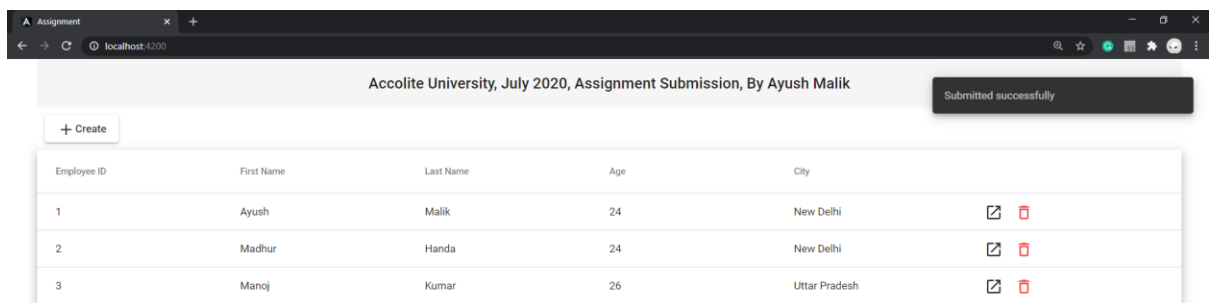 Assignment
localhost:4200
Accolite University, July 2020, Assignment Submission, By Ayush Malik
Submitted successfully
+ Create
Employee ID First Name Last Name Age City
1 Ayush Malik 24 New Delhi
2 Madhur Handa 24 New Delhi
3 Manoj Kumar 26 Uttar Pradesh